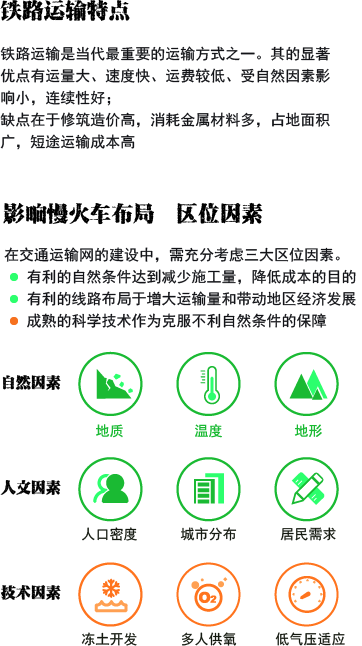 铁路运输特点
铁路运输是当代最重要的运输方式之一。其的显著
优点有运量大、速度快、运费较低、受自然因素影
响小，连续性好；
缺点在于修筑造价高，消耗金属材料多，占地面积
广，短途运输成本高
影响慢火车布局 区位因素
在交通运输网的建设中，需充分考虑三大区位因素。
有利的自然条件达到减少施工量，降低成本的目的
有利的线路布局于增大运输量和带动地区经济发展
成熟的科学技术作为克服不利自然条件的保障
自然因素
地质 温度 地形
人文因素
人口密度 城市分布 居民需求
技术因素
O2
冻土开发 多人供氧 低气压适应